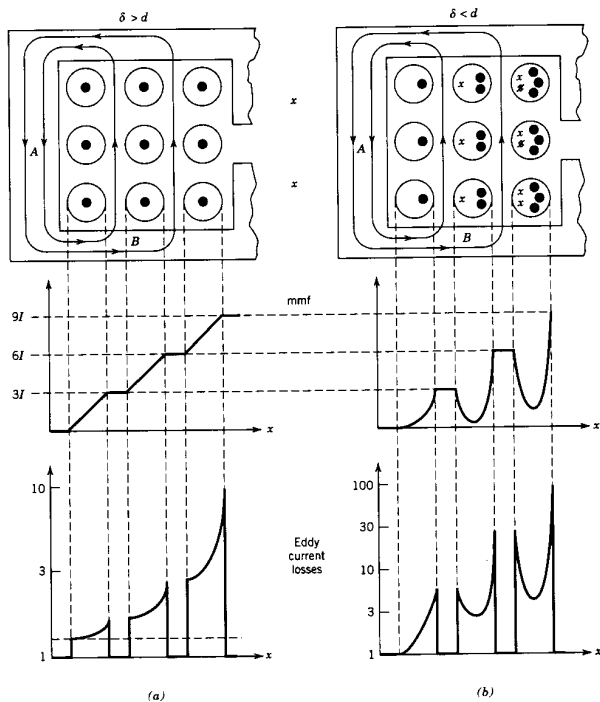 δ > d
δ < d
A
B
x
x
A
B
x
x
x
x
x
x
x
x
mmf
9I
6I
3I
x
x
10
3
1
x
Eddy
current
losses
100
30
10
3
1
x
(a)
(b)